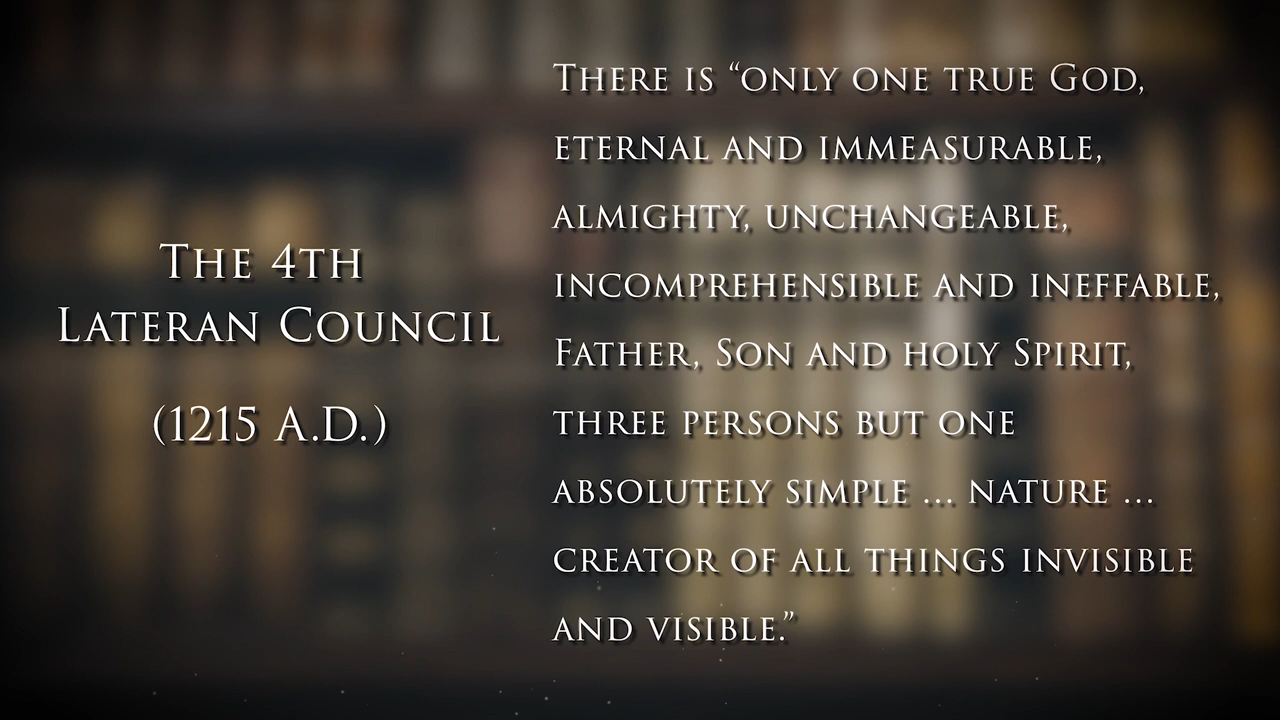 The 4th
Lateran Council
(1215 A.D.)
There is “only one true God,
eternal and immeasurable,
almighty, unchangeable,
incomprehensible and ineffable,
Father, Son and holy Spirit,
three persons but one
absolutely simple ... nature ...
creator of all things invisible
and visible.”